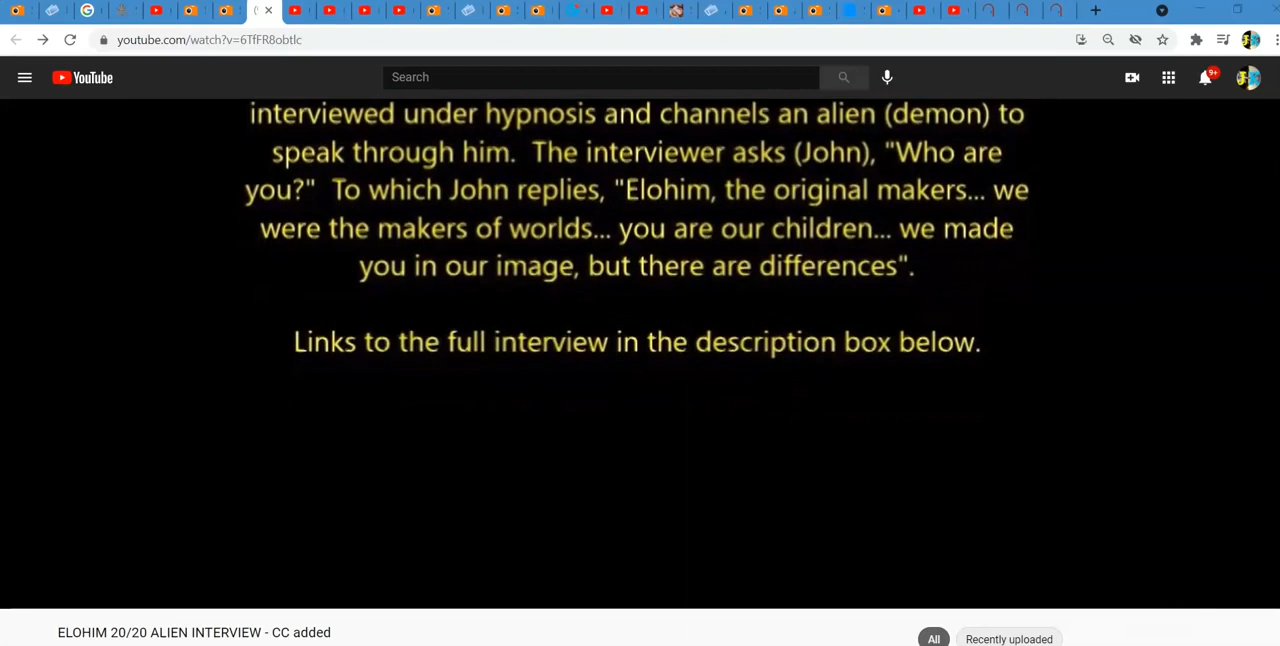 youtube.com/watch?v=6TfFR8obtlc
YouTube
Search
9+
interviewed under hypnosis and channels an alien (demon) to
speak through him. The interviewer asks (John), "Who are
you?" To which John replies, "Elohim, the original makers... we
were the makers of worlds... you are our children... we made
you in our image, but there are differences".
Links to the full interview in the description box below.
ELOHIM 20/20 ALIEN INTERVIEW - CC added
All
Recently uploaded